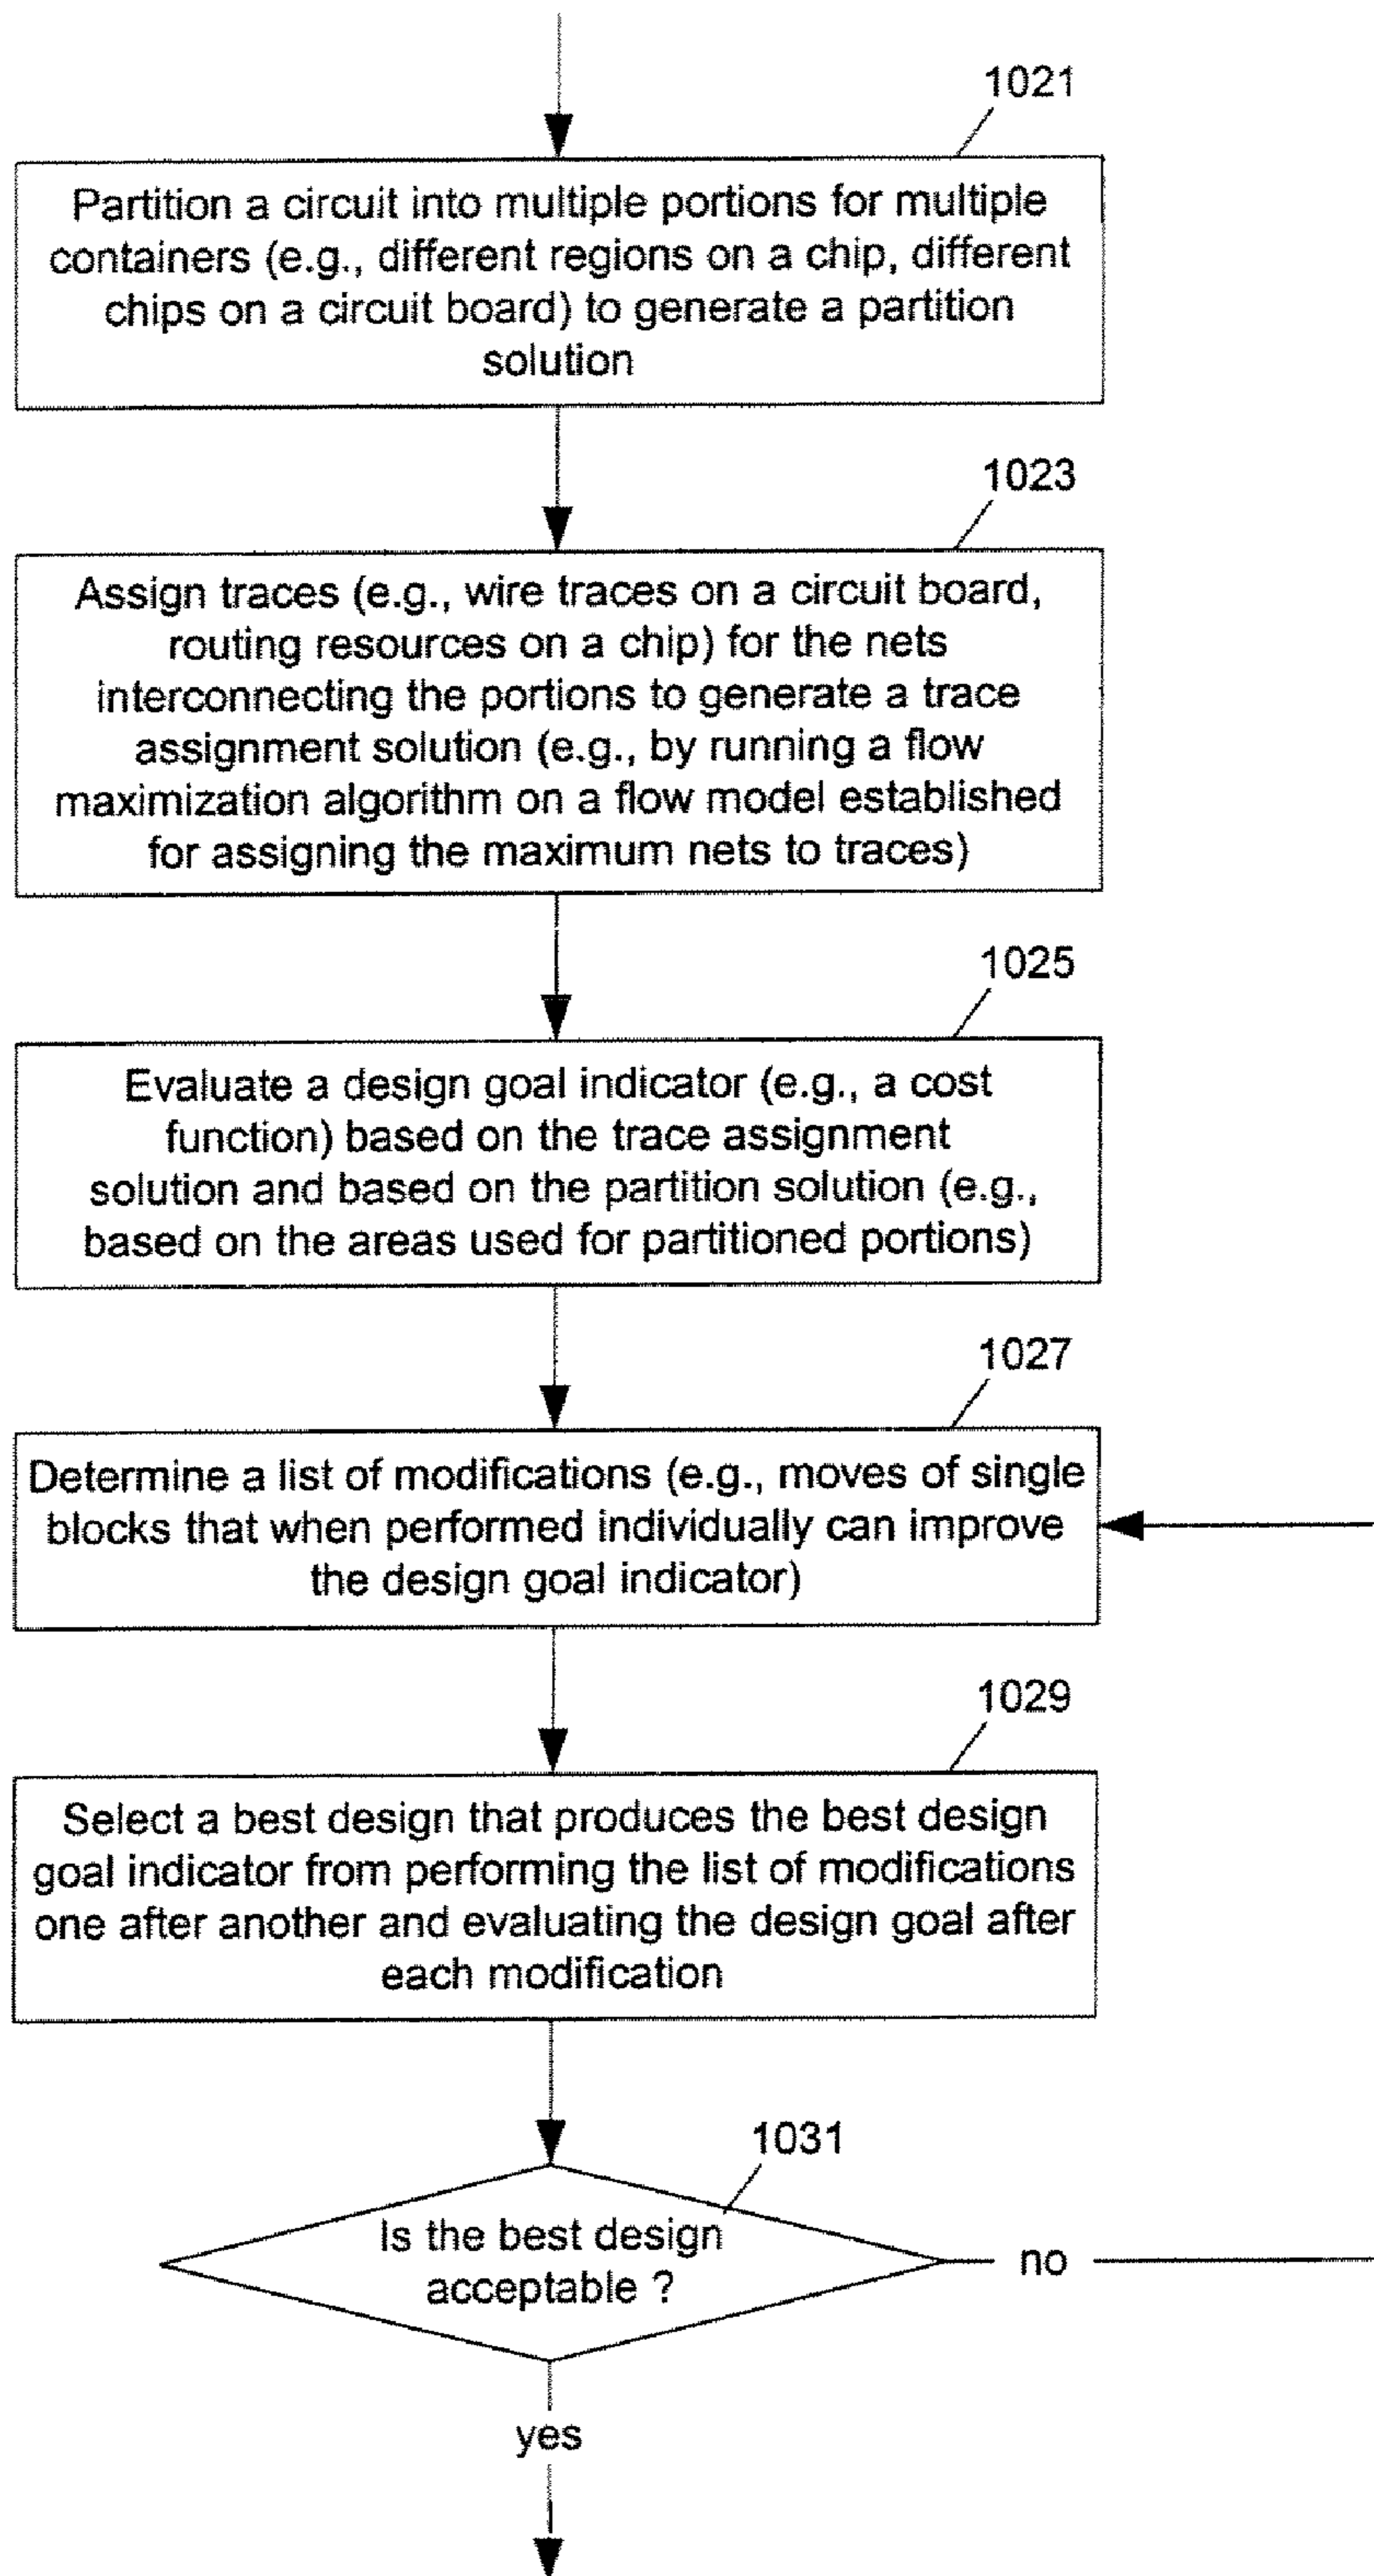 1021
Partition a circuit into multiple portions for multiple
containers (e.g., different regions on a chip, different
chips on a circuit board) to generate a partition
solution
1023
Assign traces (e.g., wire traces on a circuit board,
routing resources on a chip) for the nets
interconnecting the portions to generate a trace
assignment solution (e.g., by running a flow
maximization algorithm on a flow model established
for assigning the maximum nets to traces)
1025
Evaluate a design goal indicator (e.g., a cost
function) based on the trace assignment
solution and based on the partition solution (e.g.,
based on the areas used for partitioned portions)
1027
Determine a list of modifications (e.g., moves of single
blocks that when performed individually can improve
the design goal indicator)
1029
Select a best design that produces the best design
goal indicator from performing the list of modifications
one after another and evaluating the design goal after
each modification
1031
Is the best design
acceptable ?
no
yes